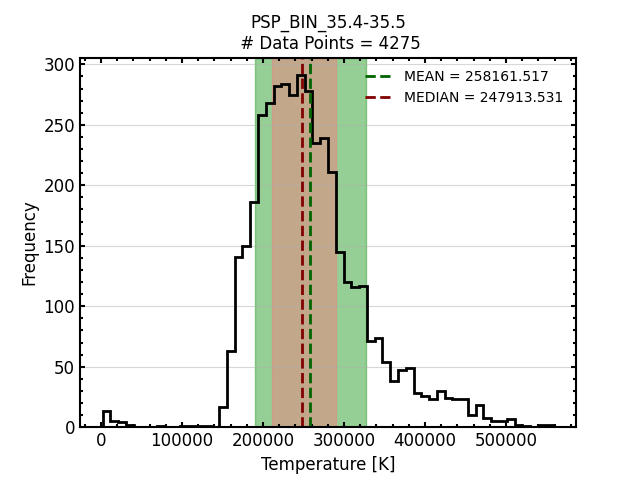 PSP_BIN_35.4-35.5
# Data Points = 4275
MEAN = 258161.517
MEDIAN = 247913.531
Frequency
300
250
200
150
100
50
0
0 100000 200000 300000 400000 500000
Temperature [K]